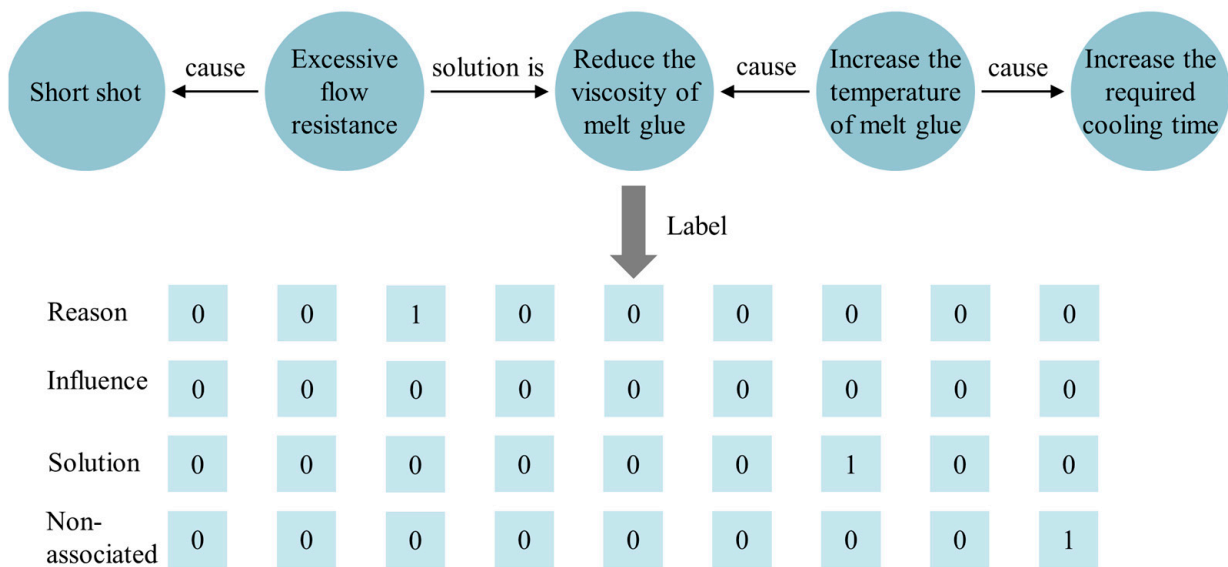 Short shot
cause
Excessive
flow
resistance
solution is
Reduce the
viscosity of
melt glue
cause
Increase the
temperature
of melt glue
cause
Increase the
required
cooling time
Label
Reason 0 0 1 0 0 0 0 0 0
Influence 0 0 0 0 0 0 0 0 0
Solution 0 0 0 0 0 0 1 0 0
Non-
associated 0 0 0 0 0 0 0 0 1